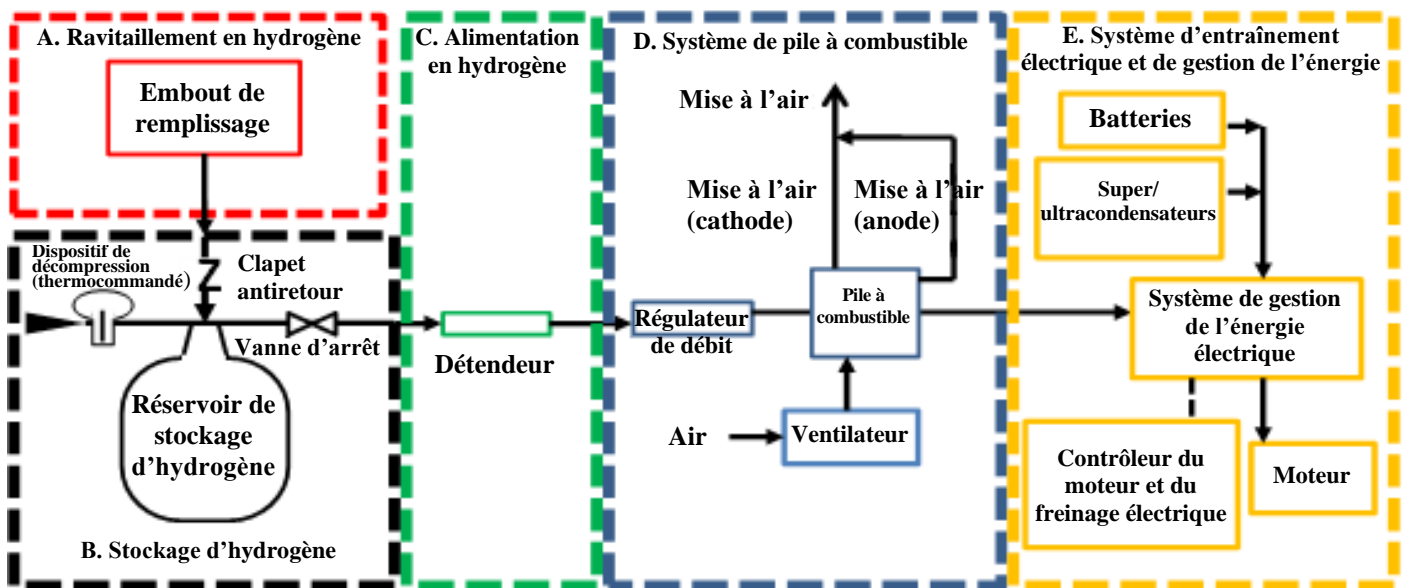 A. Ravitaillement en hydrogène
Embout de
remplissage
Dispositif de
décompression
(thermocommandé)
Clapet
antiretour
Vanne d'arrêt
Réservoir de
stockage
d'hydrogène
B. Stockage d'hydrogène
C. Alimentation
en hydrogène
Détendeur
D. Système de pile à combustible
Mise à l'air
Mise à l'air
(cathode)
Mise à l'air
(anode)
Régulateur
de débit
Pile à
combustible
Air
Ventilateur
E. Système d'entraînement
électrique et de gestion de l'énergie
Batteries
Super/
ultracondensateurs
Système de gestion
de l'énergie
électrique
Contrôleur du
moteur et du
freinage électrique
Moteur